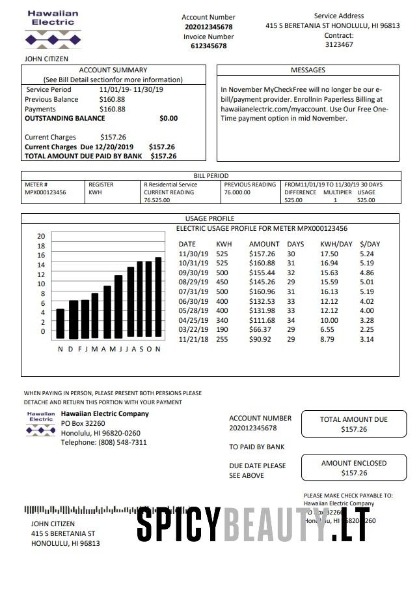 Hawaiian
Electric
Account Number
202012345678
Invoice Number
612345678
Service Address
415 S BERETANIA ST HONOLULU, HI 96813
Contract:
3123467
JOHN CITIZEN
ACCOUNT SUMMARY
(See Bill Detail sectionfor more information)
Service Period 11/01/19- 11/30/19
Previous Balance $160.88
Payments $160.88
OUTSTANDING BALANCE $0.00
Current Charges $157.26
Current Charges Due 12/20/2019 $157.26
TOTAL AMOUNT DUE PAID BY BANK $157.26
MESSAGES
In November MyCheckFree will no longer be our e-
bill/payment provider. Enrollnin Paperless Billing at
hawaiianelectric.com/myaccount. Use Our Free One-
Time payment option in mid November.
BILL PERIOD
METER # REGISTER R Residential Service PREVIOUS READING FROM11/01/19 TO 11/30/19 30 DAYS
MPX000123456 KWH CURRENT READING 76.000.00 DIFFERENCE MULTIPLIER USAGE
76.525.00 525.00 1 525.00
USAGE PROFILE
ELECTRIC USAGE PROFILE FOR METER MPX000123456
20
18
16
14
12
10
8
6
4
2
0
N D F M A M J J A S O N
DATE KWH AMOUNT DAYS KWH/DAY $/DAY
11/30/19 525 $157.26 30 17.50 5.24
10/31/19 525 $160.88 31 16.94 5.19
09/30/19 500 $155.44 32 15.63 4.86
08/29/19 450 $145.26 29 15.59 5.01
07/31/19 500 $160.96 31 16.13 5.19
06/30/19 400 $132.53 33 12.12 4.02
05/28/19 400 $131.98 33 12.12 4.00
04/25/19 340 $111.68 34 10.00 3.28
03/22/19 190 $66.37 29 6.55 2.25
11/21/18 255 $90.92 29 8.79 3.14
WHEN PAYING IN PERSON, PLEASE PRESENT BOTH PERSIONS PLEASE
DETACHE AND RETURN THIS PORTION WITH YOUR PAYMENT
Hawaiian
Electric
Hawaiian Electric Company
PO Box 32260
Honolulu, HI 96820-0260
Telephone: (808) 548-7311
ACCOUNT NUMBER
202012345678
TO PAID BY BANK
DUE DATE PLEASE
SEE ABOVE
TOTAL AMOUNT DUE
$157.26
AMOUNT ENCLOSED
$157.26
PLEASE MAKE CHECK PAYABLE TO:
Hawaiian Electric Company
SPICYBEAUTY.LT
JOHN CITIZEN
415 S BERETANIA ST
HONOLULU, HI 96813